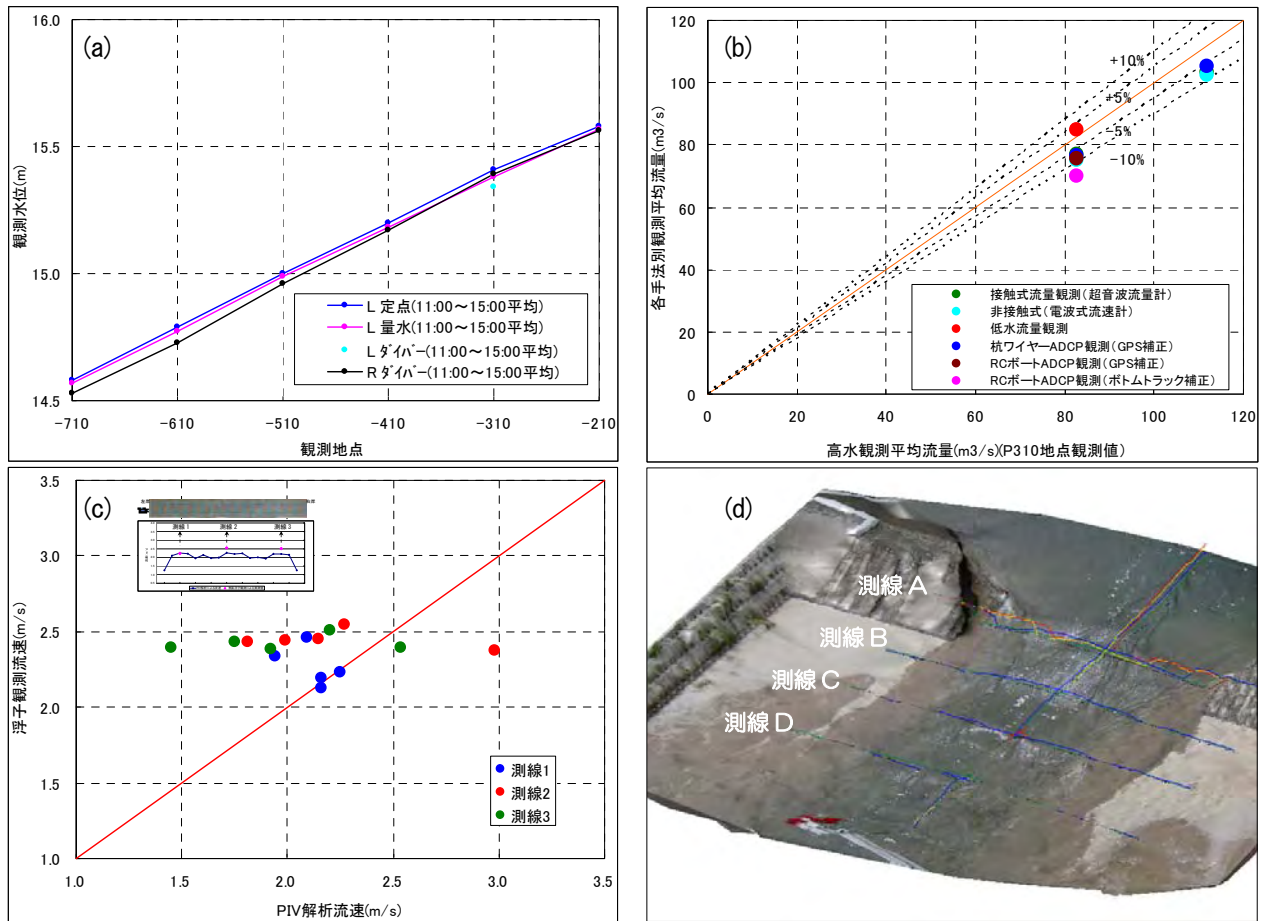 (a)
16.0
15.5
15.0
14.5
観測水位(m)
-710
-610
-510
-410
-310
-210
観測地点
L 定点(11:00～15:00平均)
L 量水(11:00～15:00平均)
L ﾀﾞｲﾊﾞｰ(11:00～15:00平均)
R ﾀﾞｲﾊﾞｰ(11:00～15:00平均)
(b)
120
100
80
60
40
20
0
各手法別観測平均流量(m3/s)
+10%
+5%
-5%
-10%
0
20
40
60
80
100
120
高水観測平均流量(m3/s)(P310地点観測値)
接触式流量観測(超音波流量計)
非接触式(電波式流速計)
低水流量観測
杭ワイヤーADCP観測(GPS補正)
RCボートADCP観測(GPS補正)
RCボートADCP観測(ボトムトラック補正)
(c)
3.5
3.0
2.5
2.0
1.5
1.0
浮子観測流速(m/s)
測線1
測線2
測線3
測線1
測線2
測線3
1.0
1.5
2.0
2.5
3.0
3.5
PIV解析流速(m/s)
(d)
測線A
測線B
測線C
測線D